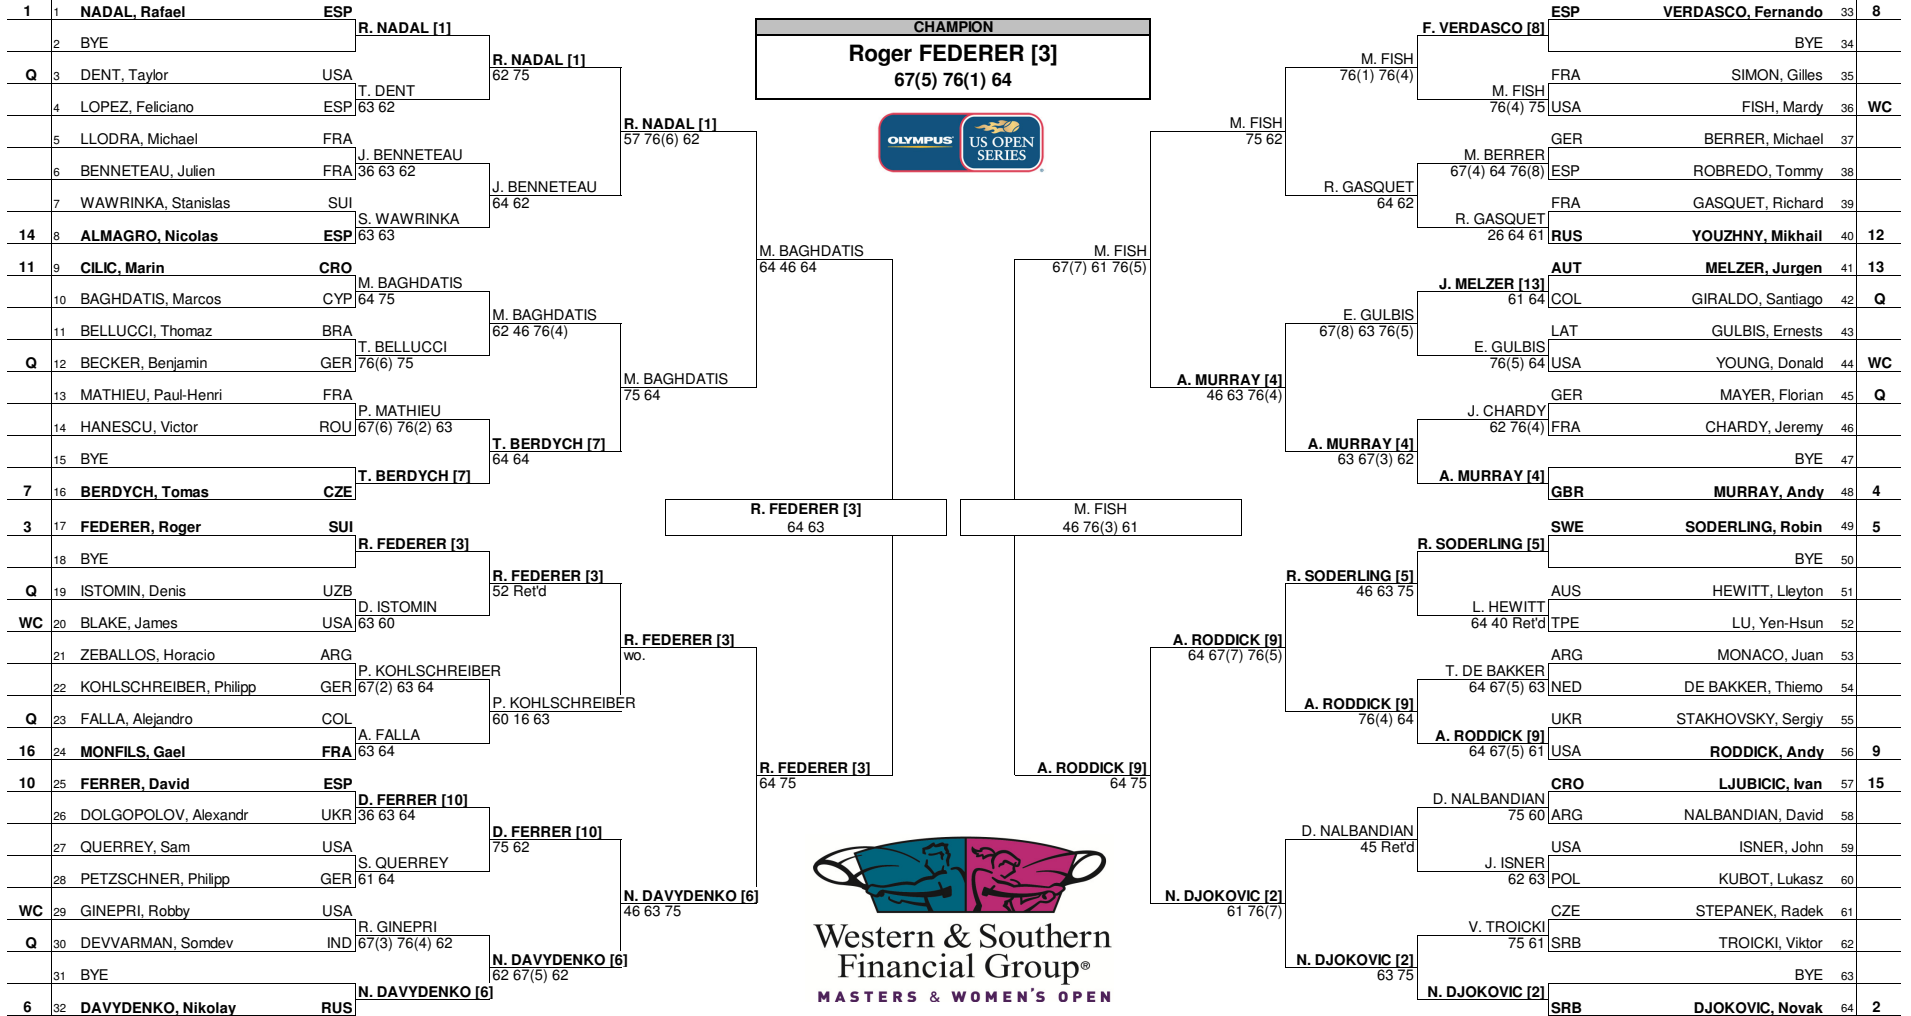 CHAMPION
Roger FEDERER [3]
67(5) 76(1) 64
OLYMPUS US OPEN SERIES
1 1 NADAL, Rafael ESP
R. NADAL [1]
2 BYE
R. NADAL [1]
62 75
Q 3 DENT, Taylor USA
T. DENT
63 62
4 LOPEZ, Feliciano ESP
R. NADAL [1]
57 76(6) 62
5 LLODRA, Michael FRA
J. BENNETEAU
36 63 62
6 BENNETEAU, Julien FRA
J. BENNETEAU
64 62
7 WAWRINKA, Stanislas SUI
S. WAWRINKA
63 63
14 8 ALMAGRO, Nicolas ESP
M. BAGHDATIS
64 46 64
11 9 CILIC, Marin CRO
M. BAGHDATIS
64 75
10 BAGHDATIS, Marcos CYP
M. BAGHDATIS
62 46 76(4)
11 BELLUCCI, Thomaz BRA
T. BELLUCCI
76(6) 75
Q 12 BECKER, Benjamin GER
M. BAGHDATIS
75 64
13 MATHIEU, Paul-Henri FRA
P. MATHIEU
67(6) 76(2) 63
14 HANESCU, Victor ROU
T. BERDYCH [7]
64 64
15 BYE
T. BERDYCH [7]
7 16 BERDYCH, Tomas CZE
R. FEDERER [3]
64 63
3 17 FEDERER, Roger SUI
R. FEDERER [3]
18 BYE
R. FEDERER [3]
52 Ret'd
Q 19 ISTOMIN, Denis UZB
D. ISTOMIN
63 60
WC 20 BLAKE, James USA
R. FEDERER [3]
wo.
21 ZEBALLOS, Horacio ARG
P. KOHLSCHREIBER
67(2) 63 64
22 KOHLSCHREIBER, Philipp GER
P. KOHLSCHREIBER
60 16 63
Q 23 FALLA, Alejandro COL
A. FALLA
63 64
16 24 MONFILS, Gael FRA
R. FEDERER [3]
64 75
10 25 FERRER, David ESP
D. FERRER [10]
36 63 64
26 DOLGOPOLOV, Alexandr UKR
D. FERRER [10]
75 62
27 QUERREY, Sam USA
S. QUERREY
61 64
28 PETZSCHNER, Philipp GER
N. DAVYDENKO [6]
46 63 75
WC 29 GINEPRI, Robby USA
R. GINEPRI
67(3) 76(4) 62
Q 30 DEVVARMAN, Somdev IND
N. DAVYDENKO [6]
62 67(5) 62
31 BYE
N. DAVYDENKO [6]
6 32 DAVYDENKO, Nikolay RUS
ESP VERDASCO, Fernando 33 8
F. VERDASCO [8]
BYE 34
M. FISH
76(1) 76(4)
FRA SIMON, Gilles 35
M. FISH
76(4) 75
USA FISH, Mardy 36 WC
M. FISH
75 62
GER BERRER, Michael 37
M. BERRER
67(4) 64 76(8)
ESP ROBREDO, Tommy 38
R. GASQUET
64 62
FRA GASQUET, Richard 39
R. GASQUET
26 64 61
RUS YOUZHNY, Mikhail 40 12
M. FISH
67(7) 61 76(5)
AUT MELZER, Jurgen 41 13
J. MELZER [13]
61 64
COL GIRALDO, Santiago 42 Q
E. GULBIS
67(8) 63 76(5)
LAT GULBIS, Ernests 43
E. GULBIS
76(5) 64
USA YOUNG, Donald 44 WC
A. MURRAY [4]
46 63 76(4)
GER MAYER, Florian 45 Q
J. CHARDY
62 76(4)
FRA CHARDY, Jeremy 46
A. MURRAY [4]
63 67(3) 62
BYE 47
A. MURRAY [4]
GBR MURRAY, Andy 48 4
M. FISH
46 76(3) 61
SWE SODERLING, Robin 49 5
R. SODERLING [5]
BYE 50
R. SODERLING [5]
46 63 75
AUS HEWITT, Lleyton 51
L. HEWITT
64 40 Ret'd
TPE LU, Yen-Hsun 52
A. RODDICK [9]
64 67(7) 76(5)
ARG MONACO, Juan 53
T. DE BAKKER
64 67(5) 63
NED DE BAKKER, Thiemo 54
A. RODDICK [9]
76(4) 64
UKR STAKHOVSKY, Sergiy 55
A. RODDICK [9]
64 67(5) 61
USA RODDICK, Andy 56 9
A. RODDICK [9]
64 75
CRO LJUBICIC, Ivan 57 15
D. NALBANDIAN
75 60
ARG NALBANDIAN, David 58
D. NALBANDIAN
45 Ret'd
USA ISNER, John 59
J. ISNER
62 63
POL KUBOT, Lukasz 60
N. DJOKOVIC [2]
61 76(7)
CZE STEPANEK, Radek 61
V. TROICKI
75 61
SRB TROICKI, Viktor 62
N. DJOKOVIC [2]
63 75
BYE 63
N. DJOKOVIC [2]
SRB DJOKOVIC, Novak 64 2
Western & Southern
Financial Group®
MASTERS & WOMEN'S OPEN